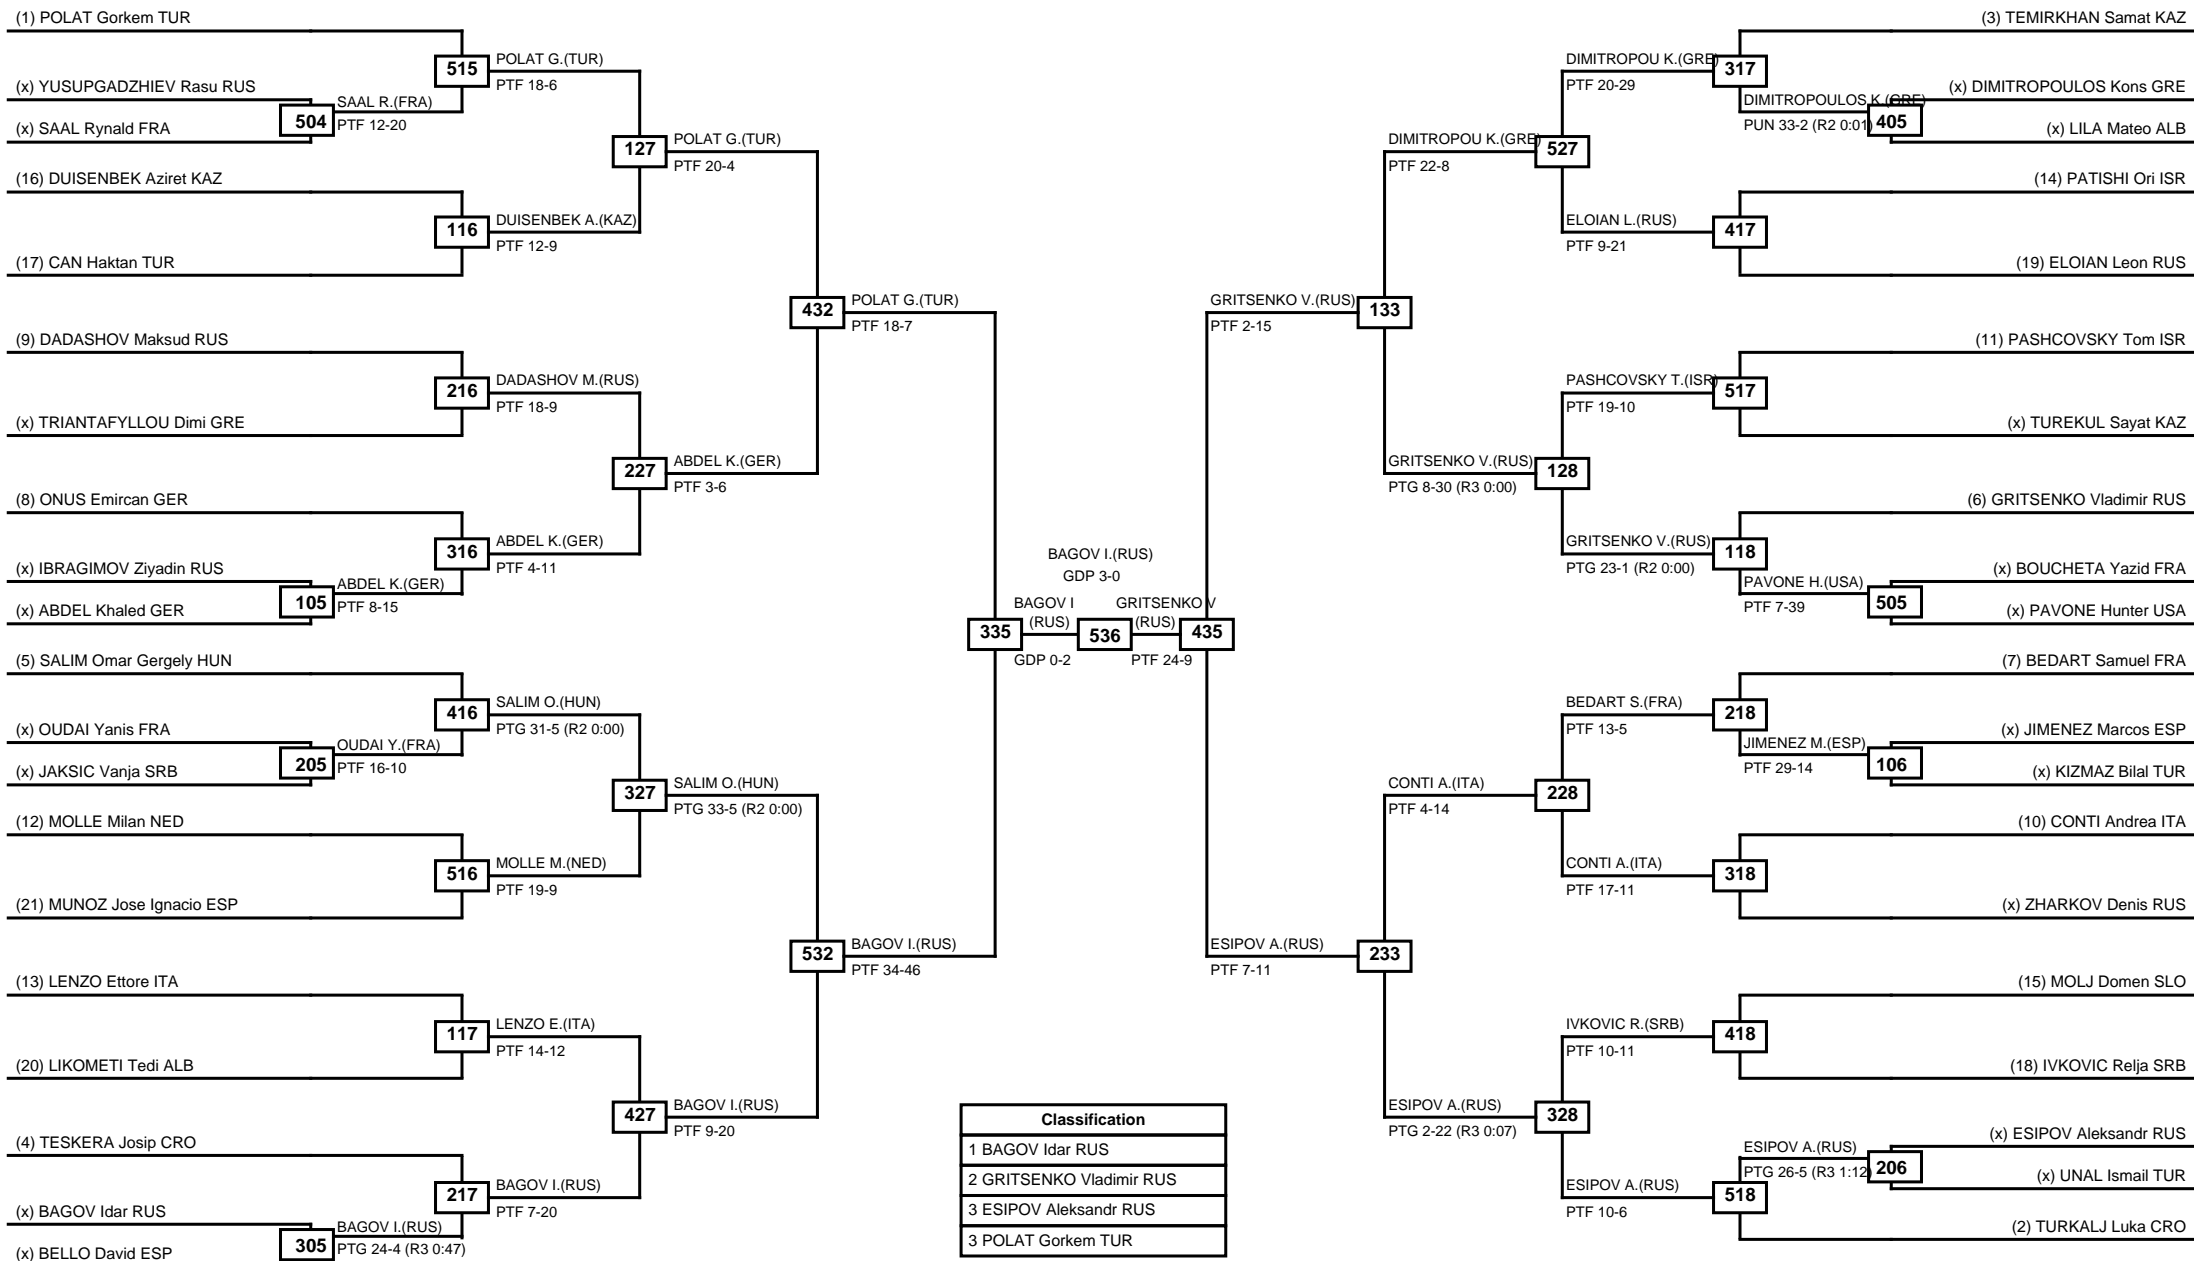 (1) POLAT Gorkem TUR
515
POLAT G.(TUR)
PTF 18-6
(x) YUSUPGADZHIEV Rasu RUS
504
SAAL R.(FRA)
PTF 12-20
(x) SAAL Rynald FRA
127
POLAT G.(TUR)
PTF 20-4
(16) DUISENBEK Aziret KAZ
116
DUISENBEK A.(KAZ)
PTF 12-9
(17) CAN Haktan TUR
432
POLAT G.(TUR)
PTF 18-7
(9) DADASHOV Maksud RUS
216
DADASHOV M.(RUS)
PTF 18-9
(x) TRIANTAFYLLOU Dimi GRE
227
ABDEL K.(GER)
PTF 3-6
(8) ONUS Emircan GER
316
ABDEL K.(GER)
PTF 4-11
(x) IBRAGIMOV Ziyadin RUS
105
ABDEL K.(GER)
PTF 8-15
(x) ABDEL Khaled GER
(5) SALIM Omar Gergely HUN
416
SALIM O.(HUN)
PTG 31-5 (R2 0:00)
(x) OUDAI Yanis FRA
205
OUDAI Y.(FRA)
PTF 16-10
(x) JAKSIC Vanja SRB
327
SALIM O.(HUN)
PTG 33-5 (R2 0:00)
(12) MOLLE Milan NED
516
MOLLE M.(NED)
PTF 19-9
(21) MUNOZ Jose Ignacio ESP
532
BAGOV I.(RUS)
PTF 34-46
(13) LENZO Ettore ITA
117
LENZO E.(ITA)
PTF 14-12
(20) LIKOMETI Tedi ALB
427
BAGOV I.(RUS)
PTF 9-20
(4) TESKERA Josip CRO
217
BAGOV I.(RUS)
PTF 7-20
(x) BAGOV Idar RUS
305
BAGOV I.(RUS)
PTG 24-4 (R3 0:47)
(x) BELLO David ESP
BAGOV I.(RUS)
GDP 3-0
335
BAGOV I
(RUS)
GDP 0-2
536
GRITSENKO V
(RUS)
PTF 24-9
435
Classification
1 BAGOV Idar RUS
2 GRITSENKO Vladimir RUS
3 ESIPOV Aleksandr RUS
3 POLAT Gorkem TUR
(3) TEMIRKHAN Samat KAZ
DIMITROPOU K.(GRE)
PTF 20-29
317
(x) DIMITROPOULOS Kons GRE
DIMITROPOULOS K.(GRE)
PUN 33-2 (R2 0:01)
405
(x) LILA Mateo ALB
DIMITROPOU K.(GRE)
PTF 22-8
527
(14) PATISHI Ori ISR
ELOIAN L.(RUS)
PTF 9-21
417
(19) ELOIAN Leon RUS
GRITSENKO V.(RUS)
PTF 2-15
133
(11) PASHCOVSKY Tom ISR
PASHCOVSKY T.(ISR)
PTF 19-10
517
(x) TUREKUL Sayat KAZ
GRITSENKO V.(RUS)
PTG 8-30 (R3 0:00)
128
(6) GRITSENKO Vladimir RUS
GRITSENKO V.(RUS)
PTG 23-1 (R2 0:00)
118
(x) BOUCHETA Yazid FRA
PAVONE H.(USA)
PTF 7-39
505
(x) PAVONE Hunter USA
(7) BEDART Samuel FRA
BEDART S.(FRA)
PTF 13-5
218
(x) JIMENEZ Marcos ESP
JIMENEZ M.(ESP)
PTF 29-14
106
(x) KIZMAZ Bilal TUR
CONTI A.(ITA)
PTF 4-14
228
(10) CONTI Andrea ITA
CONTI A.(ITA)
PTF 17-11
318
(x) ZHARKOV Denis RUS
ESIPOV A.(RUS)
PTF 7-11
233
(15) MOLJ Domen SLO
IVKOVIC R.(SRB)
PTF 10-11
418
(18) IVKOVIC Relja SRB
ESIPOV A.(RUS)
PTG 2-22 (R3 0:07)
328
(x) ESIPOV Aleksandr RUS
ESIPOV A.(RUS)
PTG 26-5 (R3 1:12)
206
(x) UNAL Ismail TUR
ESIPOV A.(RUS)
PTF 10-6
518
(2) TURKALJ Luka CRO